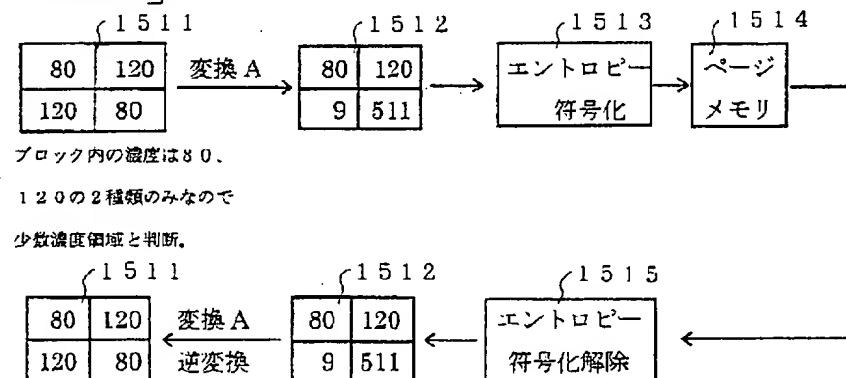 1511 1512 1513 1514
80 120 変換A 80 120 エントロピー ページ
120 80 9 511 符号化 メモリ
ブロック内の濃度は80、
120の2種類のみなので
少数濃度領域と判断。
1511 1512 1515
80 120 変換A 80 120 エントロピー
120 80 逆変換 9 511 符号化解除